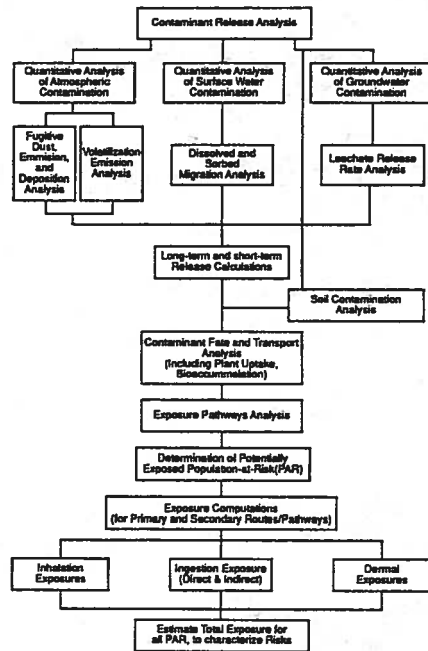 Contaminant Release Analysis
Quantitative Analysis
of Atmospheric
Contamination
Quantitative Analysis
of Surface Water
Contamination
Quantitative Analysis
of Groundwater
Contamination
Fugitive
Dust,
Emmision,
and
Deposition
Analysis
Volatilization-
Emission
Analysis
Dissolved and
Sorbed
Migration Analysis
Leachate Release
Rate Analysis
Long-term and short-term
Release Calculations
Soil Contamination
Analysis
Contaminant Fate and Transport
Analysis
(Including Plant Uptake,
Bioaccummelation)
Exposure Pathways Analysis
Determination of Potentially
Exposed Population-at-Risk(PAR)
Exposure Computations
(for Primary and Secondary Routes/Pathways)
Inhalation
Exposures
Ingestion Exposure
(Direct & Indirect)
Dermal
Exposures
Estimate Total Exposure for
all PAR, to characterize Risks